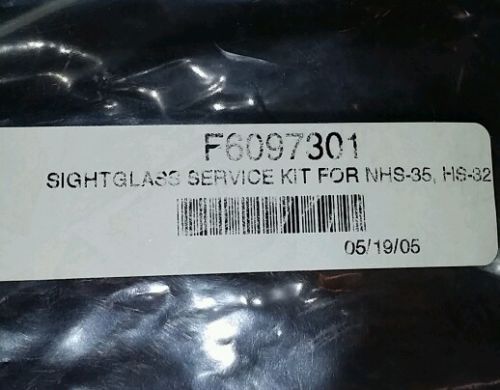 F6097301
SIGHTGLASS SERVICE KIT FOR NHS-35, HS-32
05/19/05